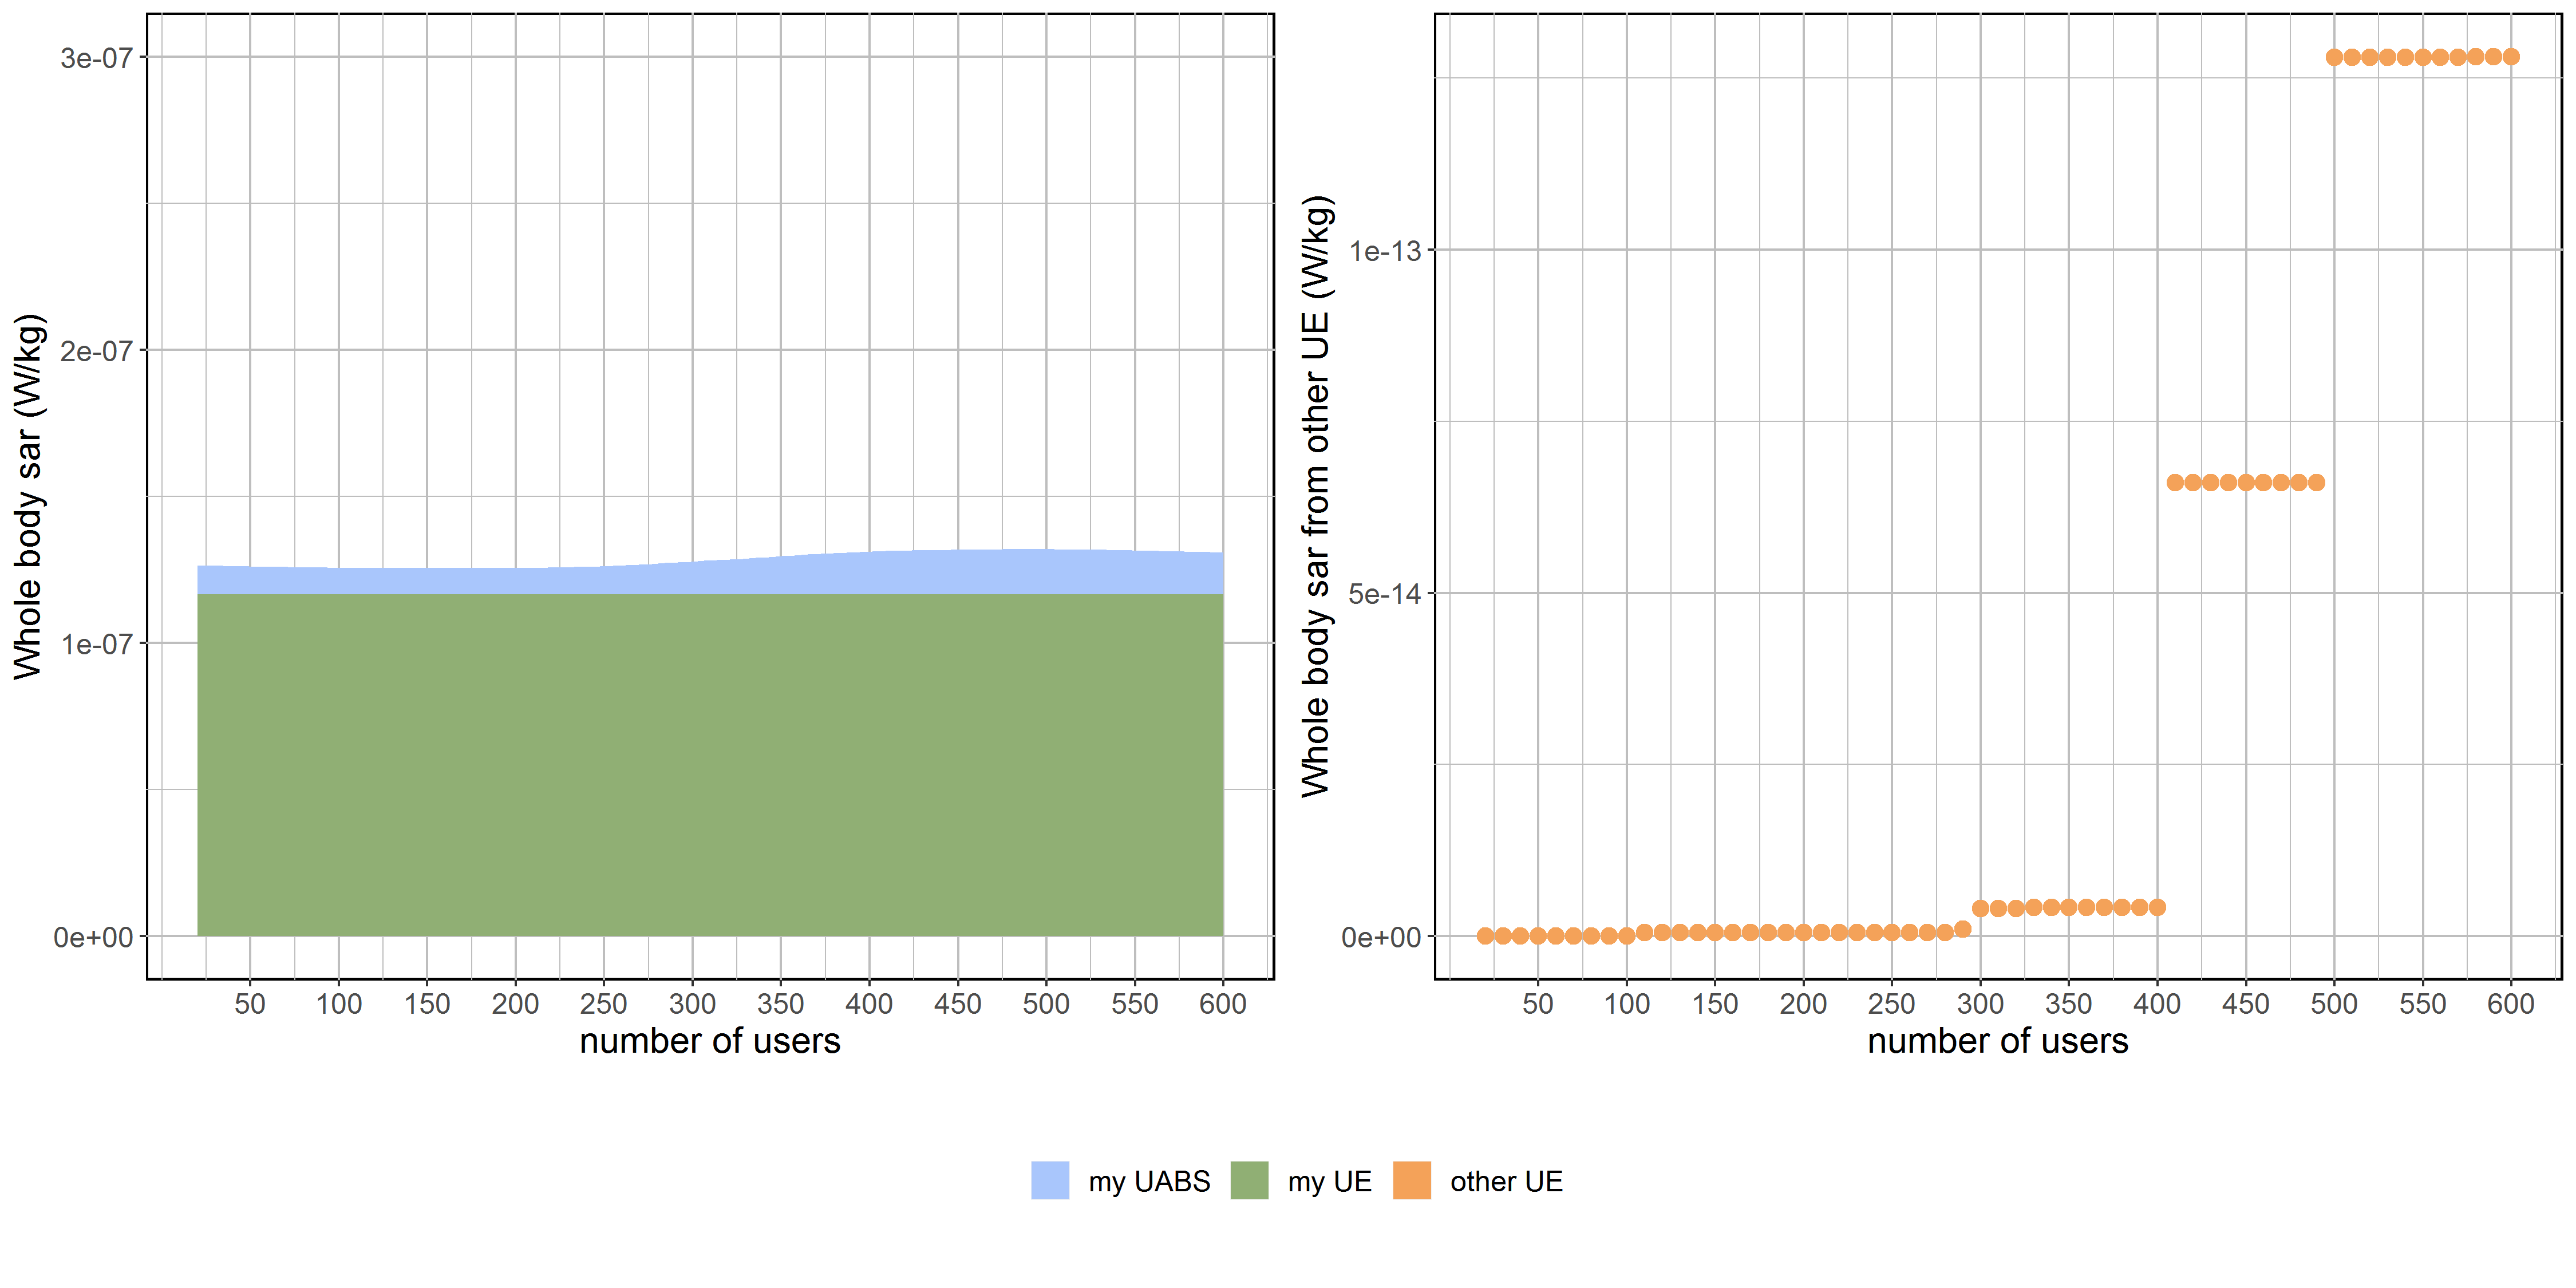 Whole body sar (W/kg)
3e-07
2e-07
1e-07
0e+00
50 100 150 200 250 300 350 400 450 500 550 600
number of users
Whole body sar from other UE (W/kg)
1e-13
5e-14
0e+00
50 100 150 200 250 300 350 400 450 500 550 600
number of users
my UABS my UE other UE